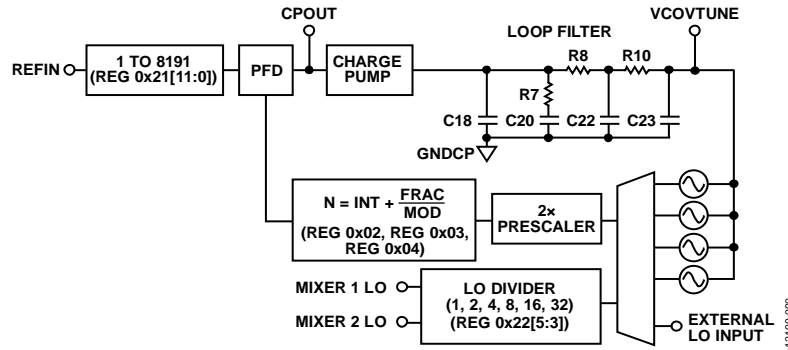 CPOUT
VCOVTUNE
LOOP FILTER
REFIN
1 TO 8191
(REG 0x21[11:0])
PFD
CHARGE
PUMP
R8
R10
R7
C18
C20
C22
C23
GNDCP
N = INT + FRAC
MOD
(REG 0x02, REG 0x03,
REG 0x04)
2×
PRESCALER
MIXER 1 LO
MIXER 2 LO
LO DIVIDER
(1, 2, 4, 8, 16, 32)
(REG 0x22[5:3])
EXTERNAL
LO INPUT